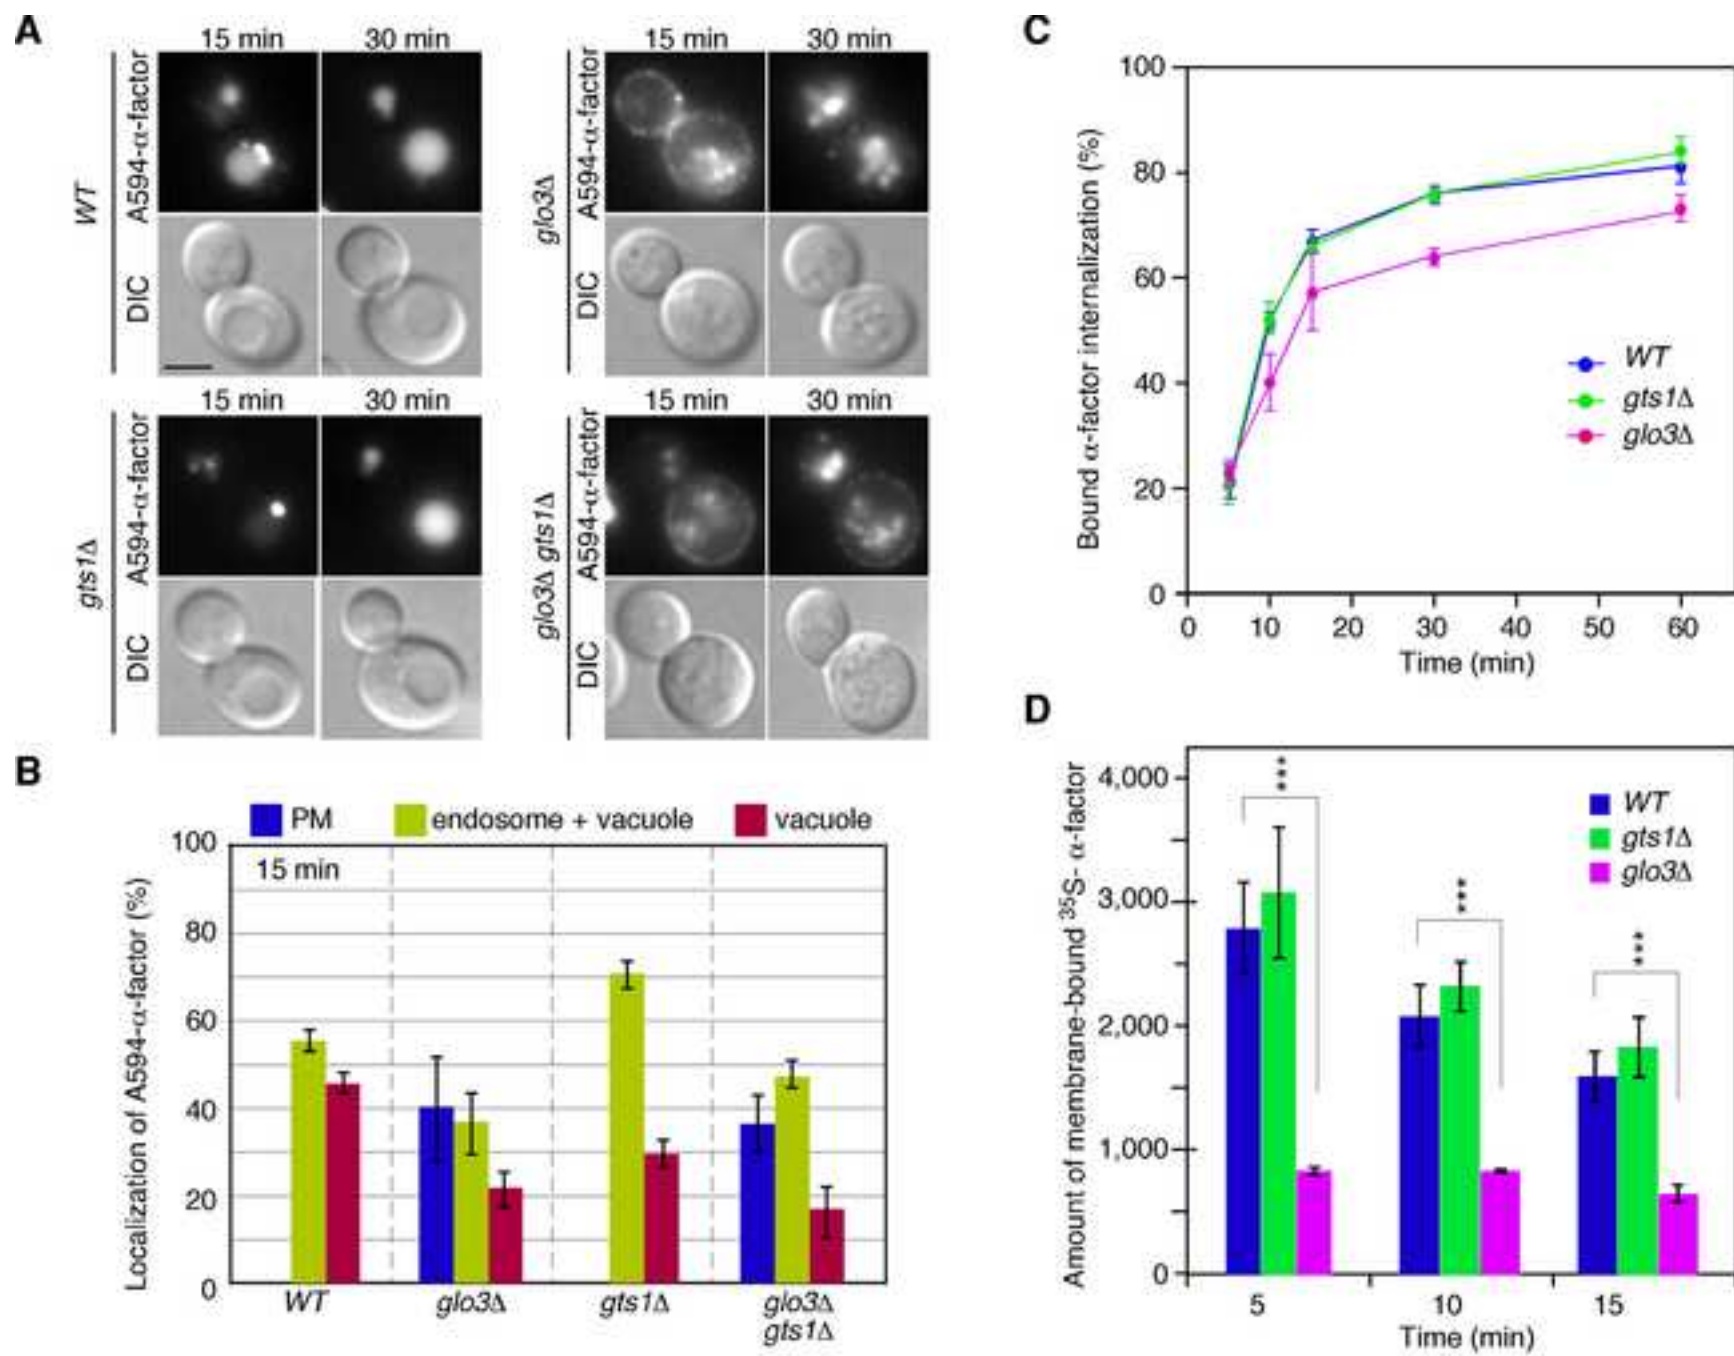 A
15 min 30 min
WT
A594-α-factor
DIC
15 min 30 min
glo3Δ
A594-α-factor
DIC
15 min 30 min
gts1Δ
A594-α-factor
DIC
15 min 30 min
glo3Δ gts1Δ
A594-α-factor
DIC
B
PM endosome + vacuole vacuole
Localization of A594-α-factor (%)
15 min
100
80
60
40
20
0
WT glo3Δ gts1Δ glo3Δ
gts1Δ
C
Bound α-factor internalization (%)
100
80
60
40
20
0
WT
gts1Δ
glo3Δ
0 10 20 30 40 50 60
Time (min)
D
Amount of membrane-bound ³⁵S- α-factor
4,000
3,000
2,000
1,000
0
***
***
***
WT
gts1Δ
glo3Δ
5 10 15
Time (min)